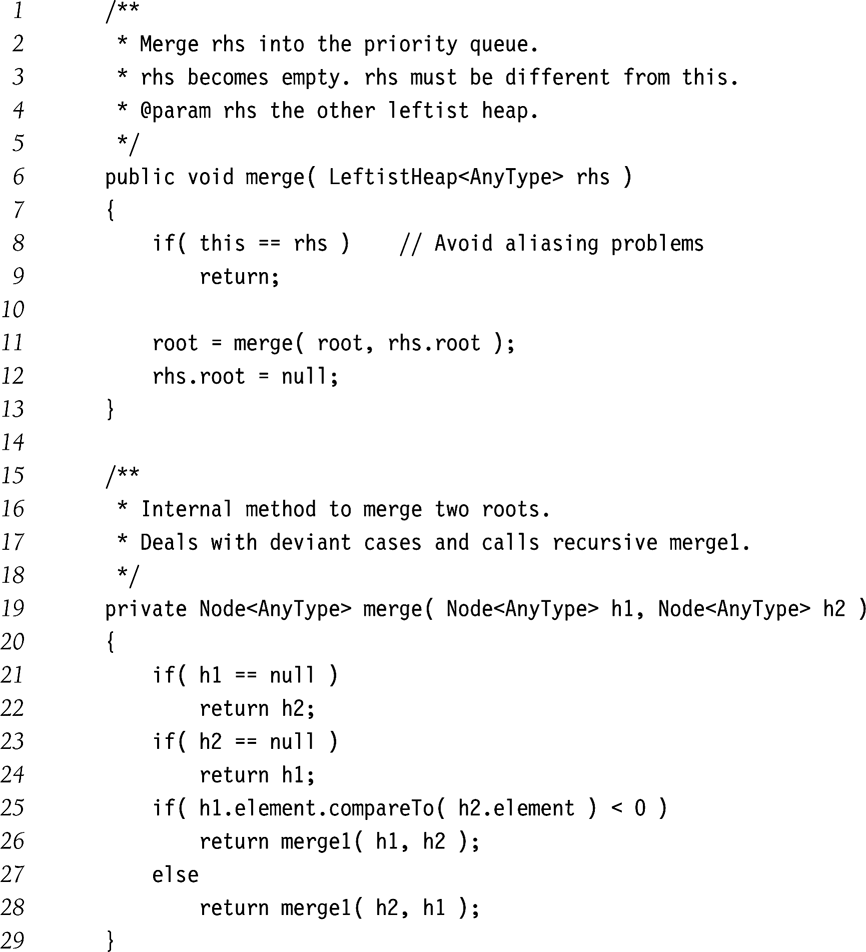 1 /**
2 * Merge rhs into the priority queue.
3 * rhs becomes empty. rhs must be different from this.
4 * @param rhs the other leftist heap.
5 */
6 public void merge( LeftistHeap<AnyType> rhs )
7 {
8 if( this == rhs ) // Avoid aliasing problems
9 return;
10
11 root = merge( root, rhs.root );
12 rhs.root = null;
13 }
14
15 /**
16 * Internal method to merge two roots.
17 * Deals with deviant cases and calls recursive merge1.
18 */
19 private Node<AnyType> merge( Node<AnyType> h1, Node<AnyType> h2 )
20 {
21 if( h1 == null )
22 return h2;
23 if( h2 == null )
24 return h1;
25 if( h1.element.compareTo( h2.element ) < 0 )
26 return merge1( h1, h2 );
27 else
28 return merge1( h2, h1 );
29 }